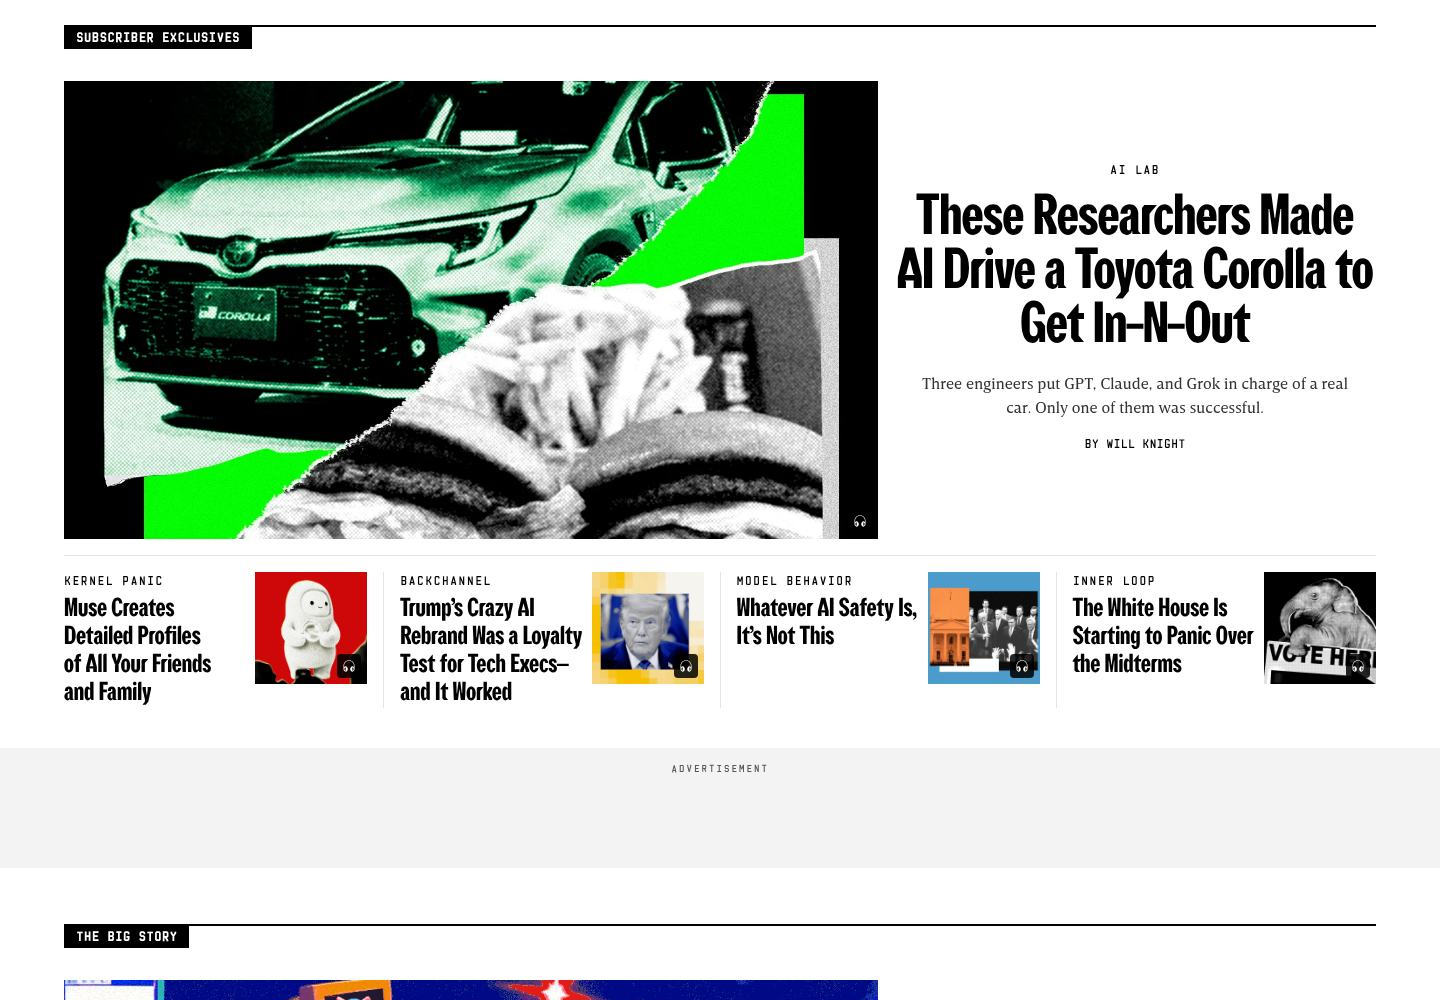 SUBSCRIBER EXCLUSIVES
COROLLA
AI LAB
These Researchers Made
AI Drive a Toyota Corolla to
Get In-N-Out
Three engineers put GPT, Claude, and Grok in charge of a real
car. Only one of them was successful.
BY WILL KNIGHT
KERNEL PANIC
Muse Creates
Detailed Profiles
of All Your Friends
and Family
BACKCHANNEL
Trump’s Crazy AI
Rebrand Was a Loyalty
Test for Tech Execs—
and It Worked
MODEL BEHAVIOR
Whatever AI Safety Is,
It’s Not This
INNER LOOP
The White House Is
Starting to Panic Over
the Midterms
VOTE HER
ADVERTISEMENT
THE BIG STORY